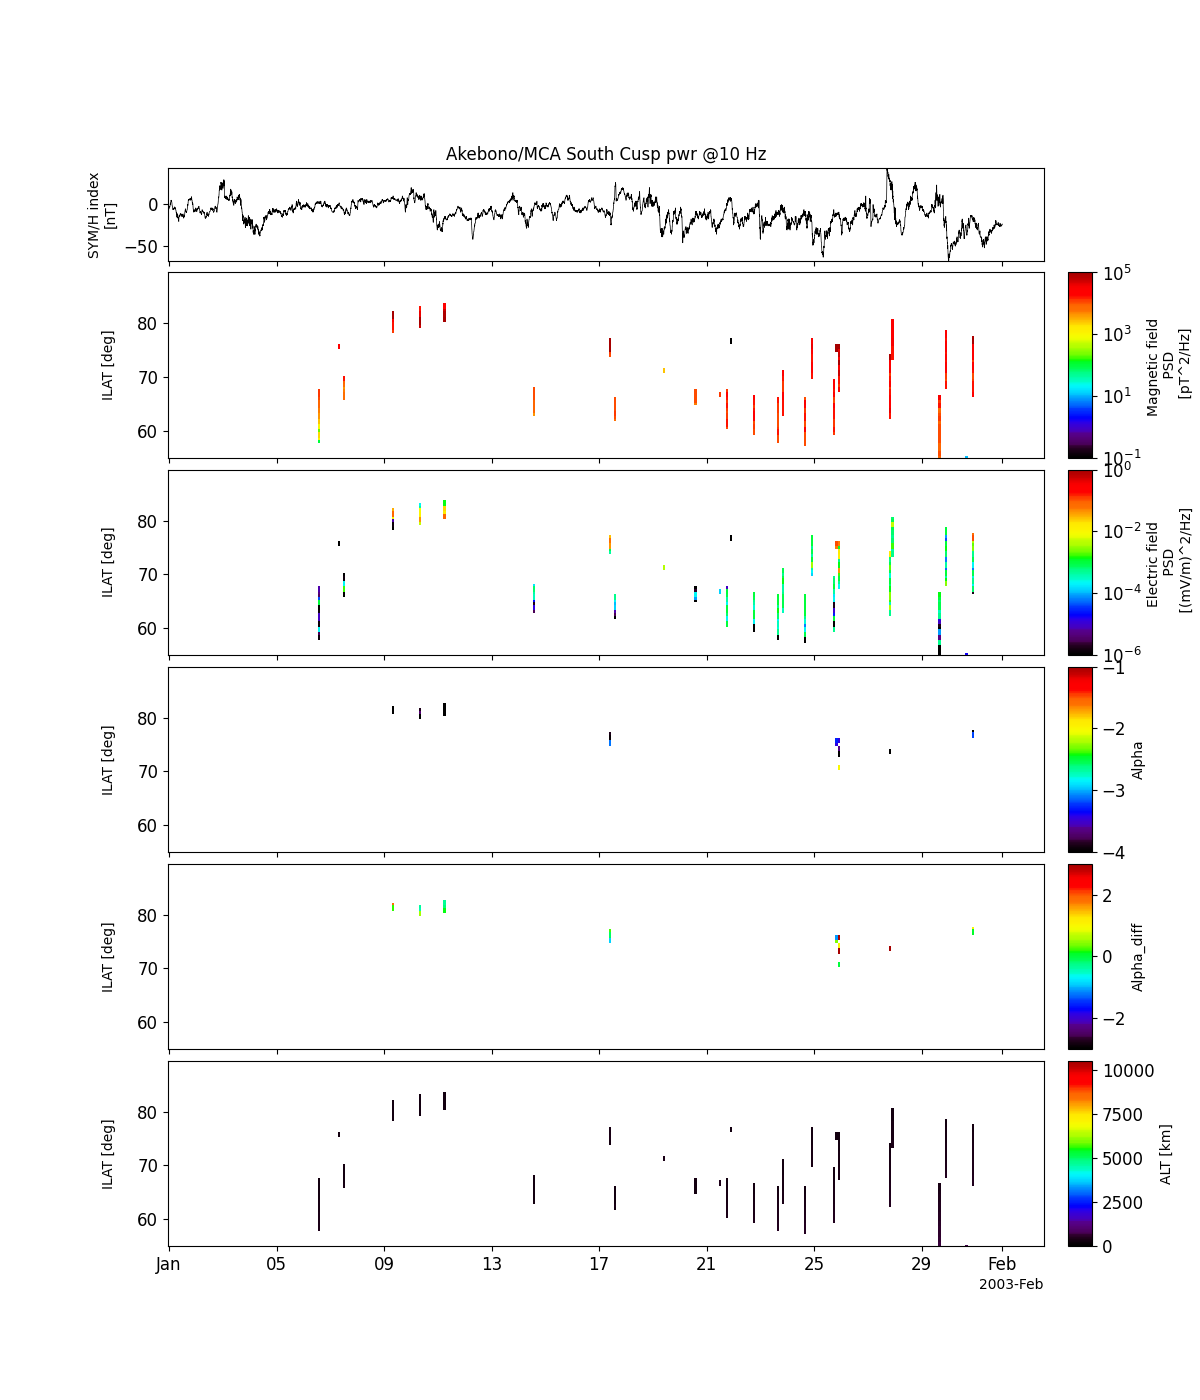 Akebono/MCA South Cusp pwr @10 Hz
SYM/H index
[nT]
0
−50
ILAT [deg]
80
70
60
10^5
10^3
10^1
10^-1
Magnetic field
PSD
[pT^2/Hz]
ILAT [deg]
80
70
60
10^0
10^-2
10^-4
10^-6
Electric field
PSD
[(mV/m)^2/Hz]
ILAT [deg]
80
70
60
−1
−2
−3
−4
Alpha
ILAT [deg]
80
70
60
2
0
−2
Alpha_diff
ILAT [deg]
80
70
60
10000
7500
5000
2500
0
ALT [km]
Jan 05 09 13 17 21 25 29 Feb
2003-Feb